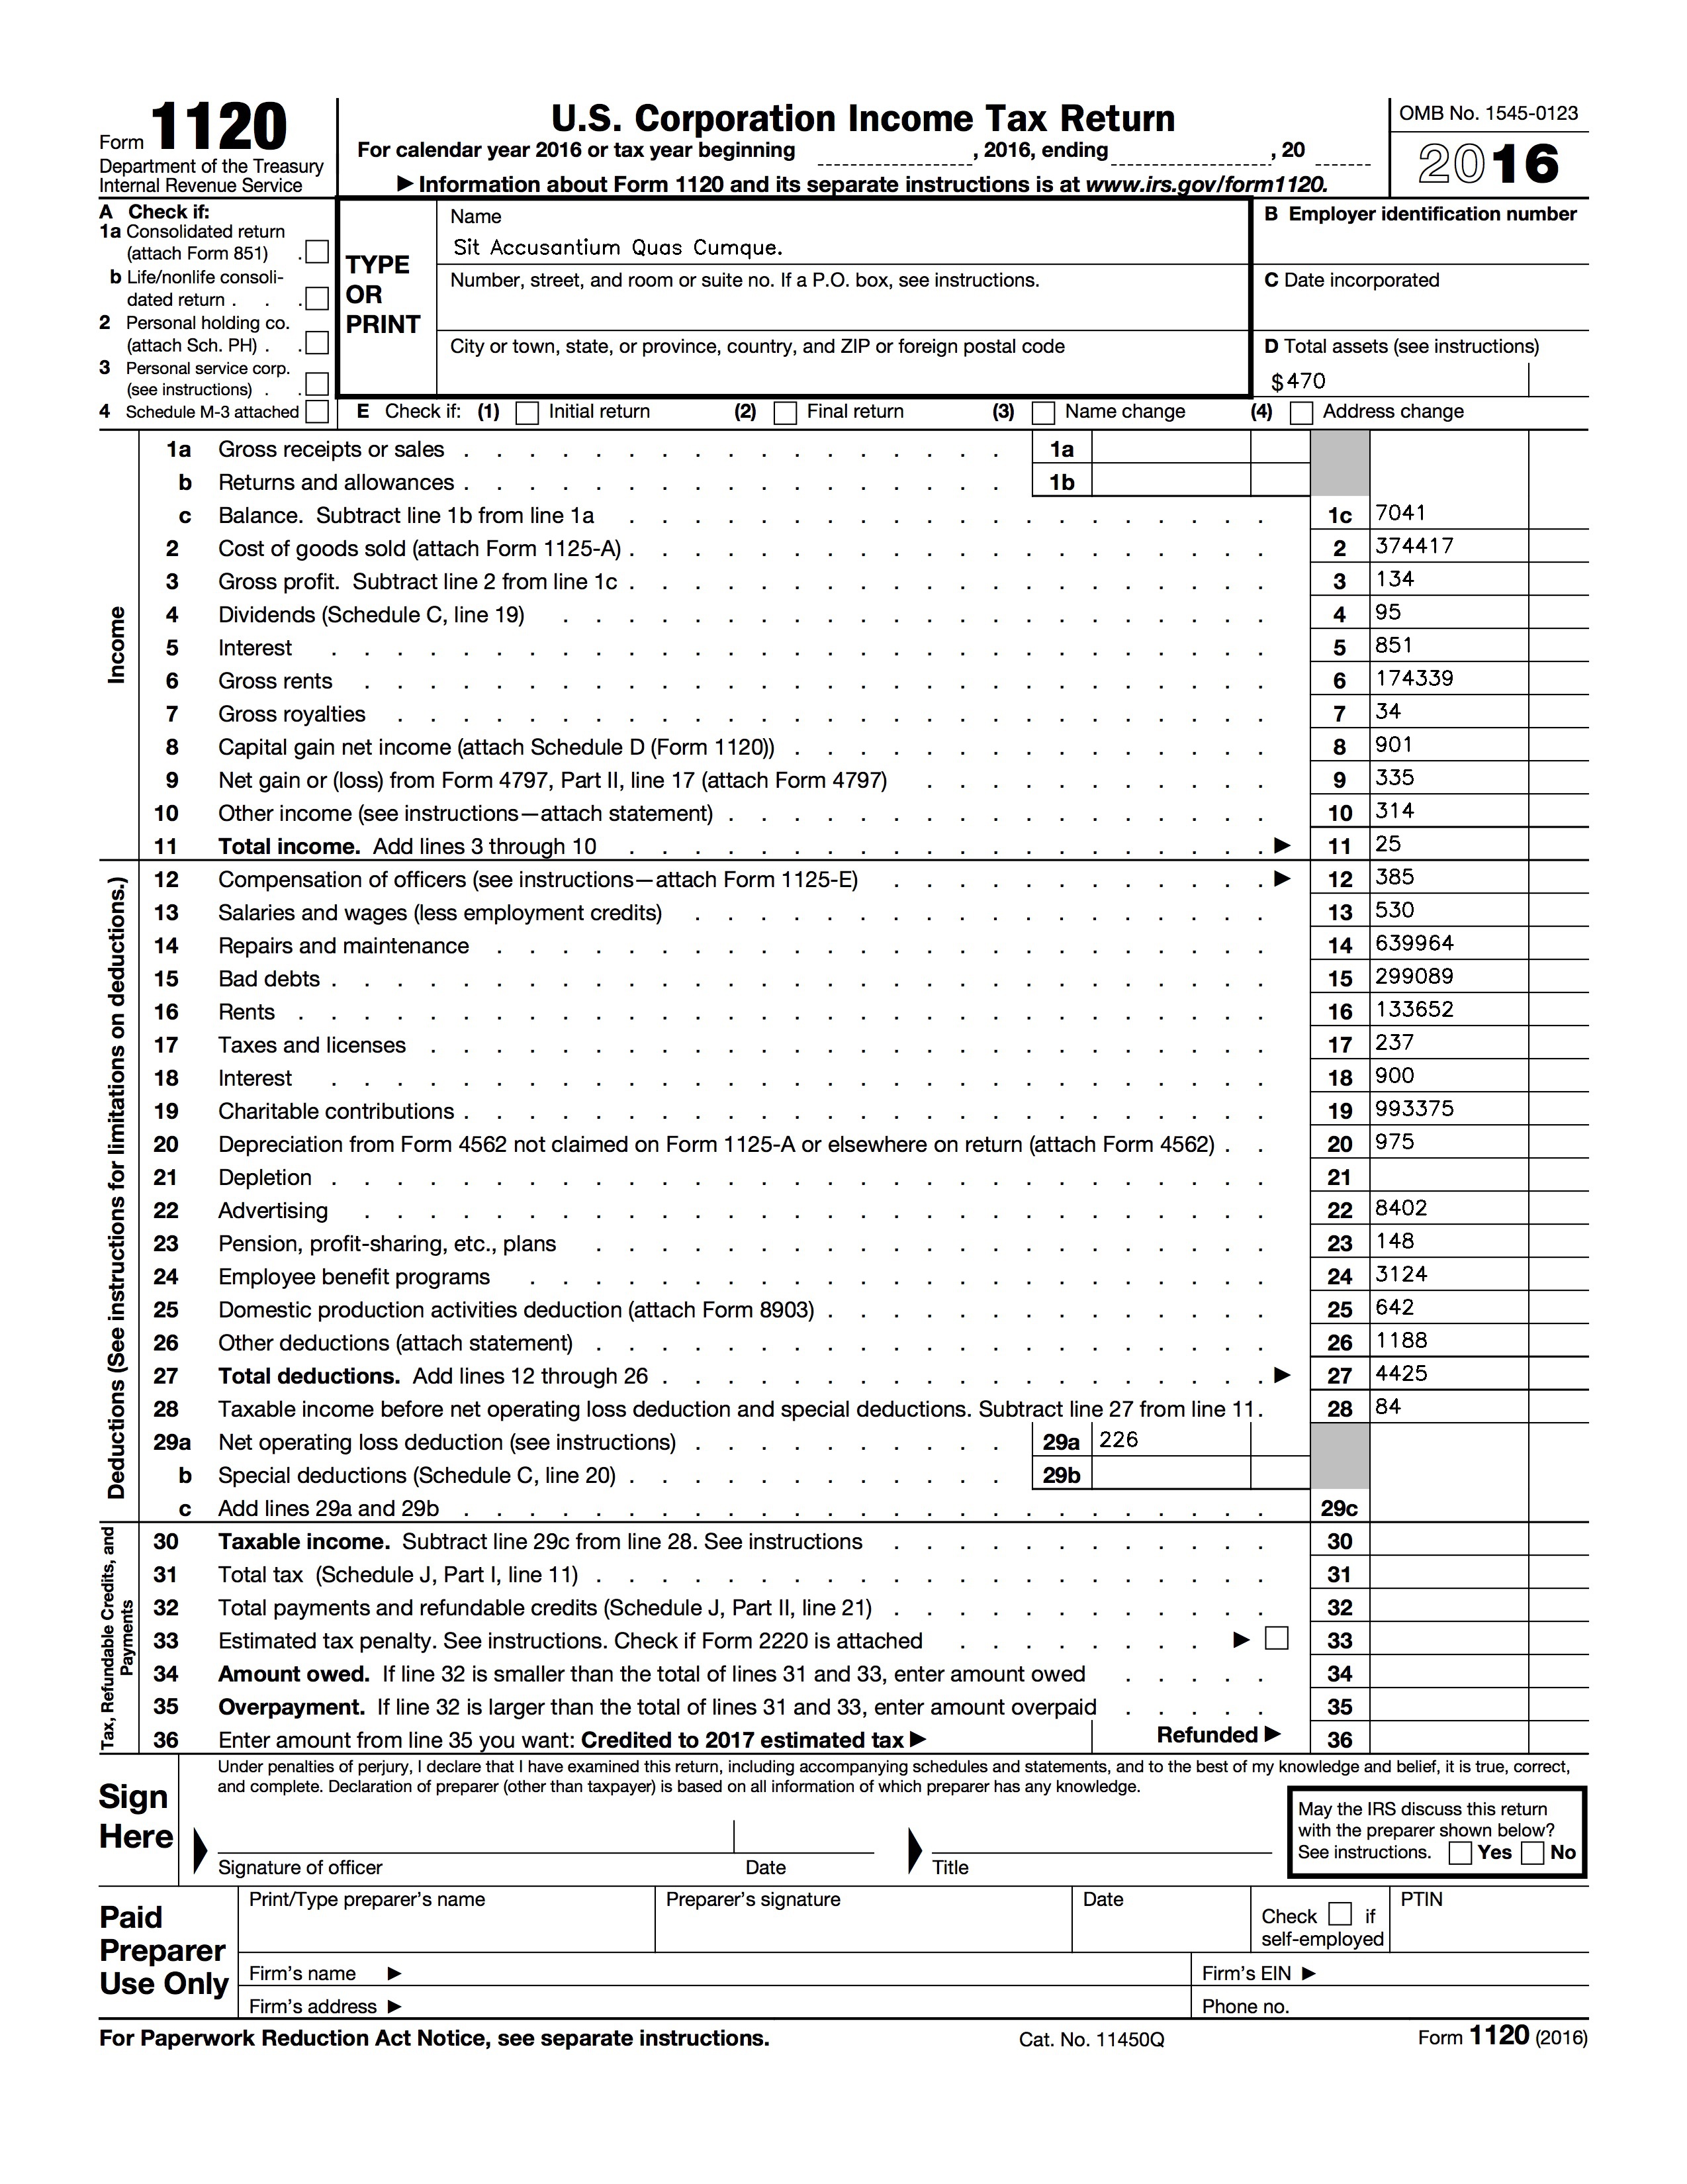 Form 1120
Department of the Treasury
Internal Revenue Service
U.S. Corporation Income Tax Return
For calendar year 2016 or tax year beginning , 2016, ending , 20
▶ Information about Form 1120 and its separate instructions is at www.irs.gov/form1120.
OMB No. 1545-0123
2016
A Check if:
1a Consolidated return
(attach Form 851) .
b Life/nonlife consoli-
dated return . . .
2 Personal holding co.
(attach Sch. PH) . .
3 Personal service corp.
(see instructions) . .
4 Schedule M-3 attached
TYPE
OR
PRINT
Name
Sit Accusantium Quas Cumque.
Number, street, and room or suite no. If a P.O. box, see instructions.
City or town, state, or province, country, and ZIP or foreign postal code
B Employer identification number
C Date incorporated
D Total assets (see instructions)
$ 470
E Check if: (1) Initial return (2) Final return (3) Name change (4) Address change
Income
1a Gross receipts or sales 1a
b Returns and allowances 1b
c Balance. Subtract line 1b from line 1a 1c 7041
2 Cost of goods sold (attach Form 1125-A) 2 374417
3 Gross profit. Subtract line 2 from line 1c 3 134
4 Dividends (Schedule C, line 19) 4 95
5 Interest 5 851
6 Gross rents 6 174339
7 Gross royalties 7 34
8 Capital gain net income (attach Schedule D (Form 1120)) 8 901
9 Net gain or (loss) from Form 4797, Part II, line 17 (attach Form 4797) 9 335
10 Other income (see instructions—attach statement) 10 314
11 Total income. Add lines 3 through 10 ▶ 11 25
Deductions (See instructions for limitations on deductions.)
12 Compensation of officers (see instructions—attach Form 1125-E) ▶ 12 385
13 Salaries and wages (less employment credits) 13 530
14 Repairs and maintenance 14 639964
15 Bad debts 15 299089
16 Rents 16 133652
17 Taxes and licenses 17 237
18 Interest 18 900
19 Charitable contributions 19 993375
20 Depreciation from Form 4562 not claimed on Form 1125-A or elsewhere on return (attach Form 4562) 20 975
21 Depletion 21
22 Advertising 22 8402
23 Pension, profit-sharing, etc., plans 23 148
24 Employee benefit programs 24 3124
25 Domestic production activities deduction (attach Form 8903) 25 642
26 Other deductions (attach statement) 26 1188
27 Total deductions. Add lines 12 through 26 ▶ 27 4425
28 Taxable income before net operating loss deduction and special deductions. Subtract line 27 from line 11 28 84
29a Net operating loss deduction (see instructions) 29a 226
b Special deductions (Schedule C, line 20) 29b
c Add lines 29a and 29b 29c
Tax, Refundable Credits, and
Payments
30 Taxable income. Subtract line 29c from line 28. See instructions 30
31 Total tax (Schedule J, Part I, line 11) 31
32 Total payments and refundable credits (Schedule J, Part II, line 21) 32
33 Estimated tax penalty. See instructions. Check if Form 2220 is attached ▶ 33
34 Amount owed. If line 32 is smaller than the total of lines 31 and 33, enter amount owed 34
35 Overpayment. If line 32 is larger than the total of lines 31 and 33, enter amount overpaid 35
36 Enter amount from line 35 you want: Credited to 2017 estimated tax ▶ Refunded ▶ 36
Sign
Here
Under penalties of perjury, I declare that I have examined this return, including accompanying schedules and statements, and to the best of my knowledge and belief, it is true, correct,
and complete. Declaration of preparer (other than taxpayer) is based on all information of which preparer has any knowledge.
Signature of officer Date Title
May the IRS discuss this return
with the preparer shown below?
See instructions. Yes No
Paid
Preparer
Use Only
Print/Type preparer's name Preparer's signature Date
Check if
self-employed
PTIN
Firm's name ▶ Firm's EIN ▶
Firm's address ▶ Phone no.
For Paperwork Reduction Act Notice, see separate instructions. Cat. No. 11450Q Form 1120 (2016)